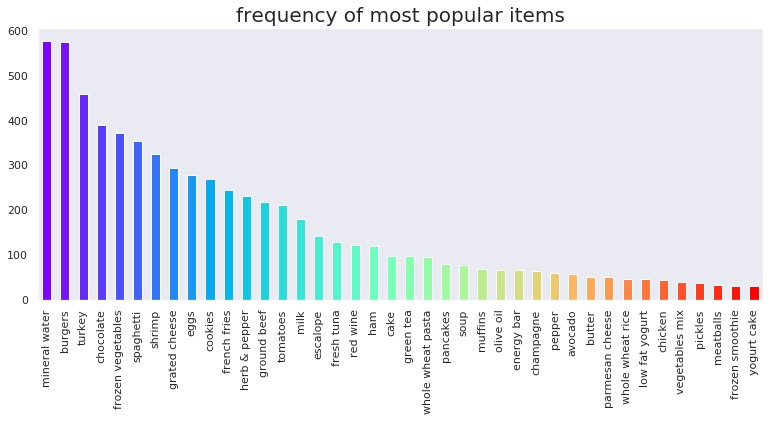 frequency of most popular items
600
500
400
300
200
100
0
mineral water
burgers
turkey
chocolate
frozen vegetables
spaghetti
shrimp
grated cheese
eggs
cookies
french fries
herb & pepper
ground beef
tomatoes
milk
escalope
fresh tuna
red wine
ham
cake
green tea
whole wheat pasta
pancakes
soup
muffins
olive oil
energy bar
champagne
pepper
avocado
butter
parmesan cheese
whole wheat rice
low fat yogurt
chicken
vegetables mix
pickles
meatballs
frozen smoothie
yogurt cake